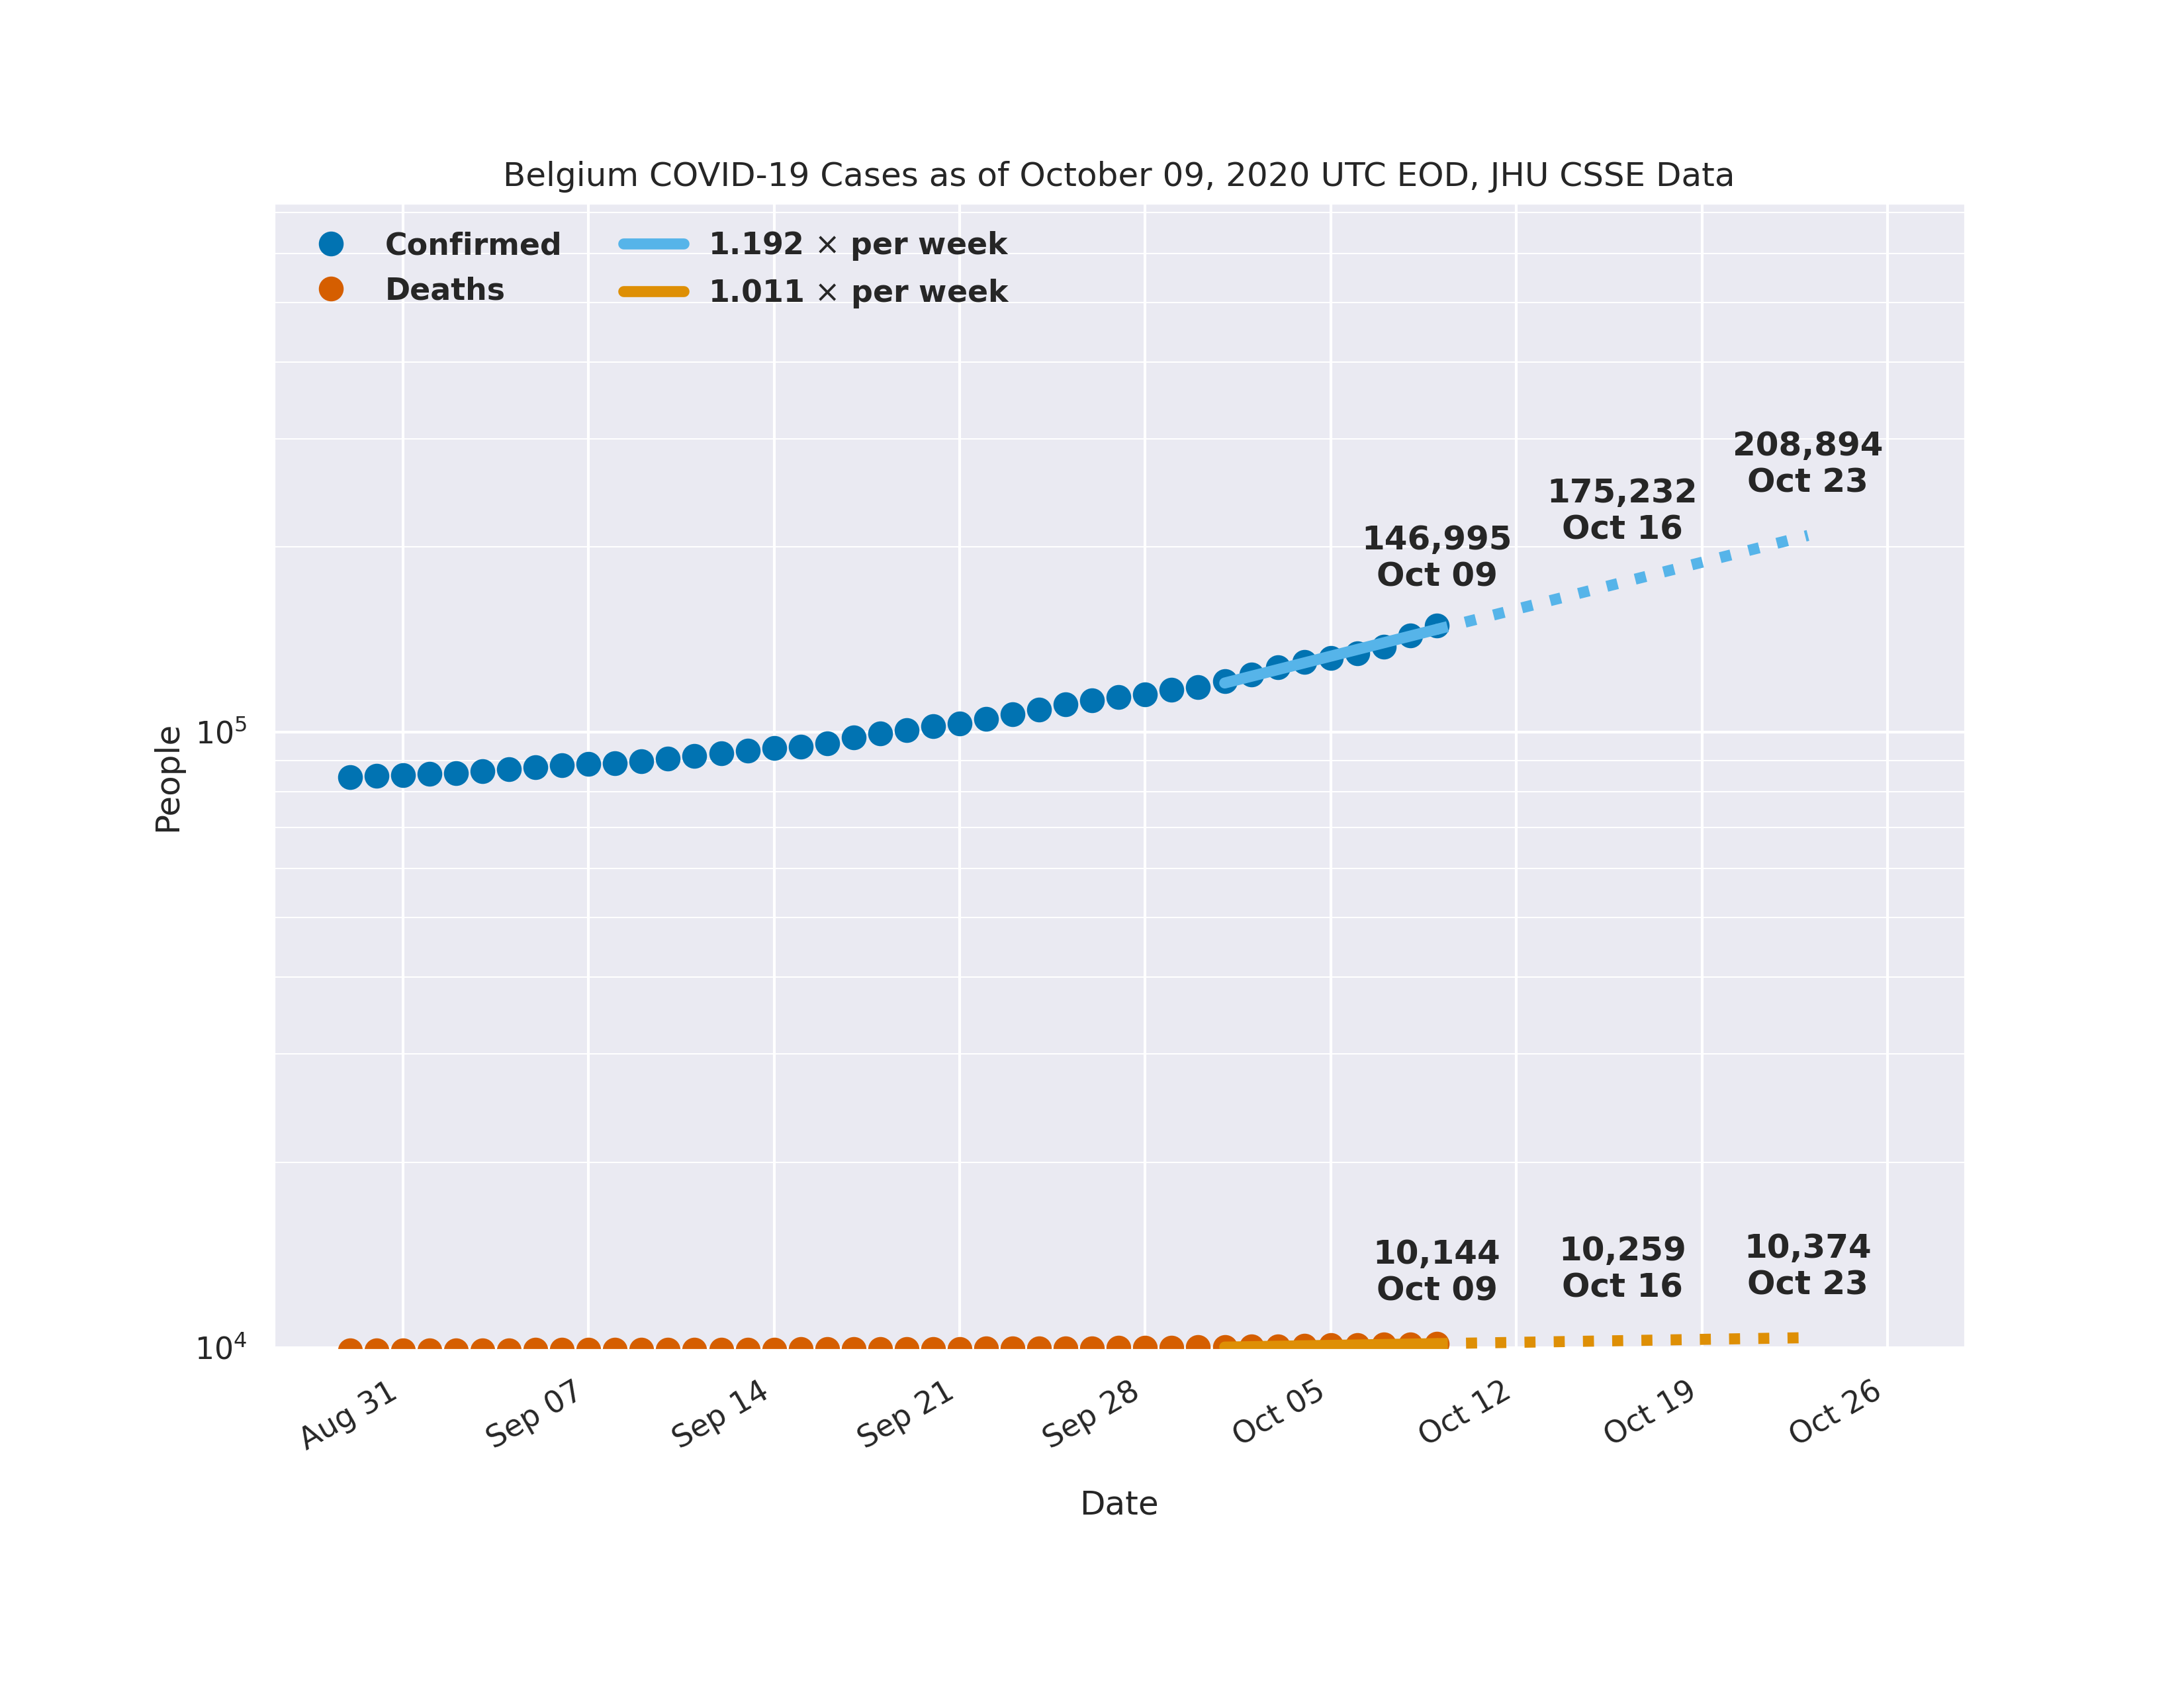 Belgium COVID-19 Cases as of October 09, 2020 UTC EOD, JHU CSSE Data
Confirmed
Deaths
1.192 × per week
1.011 × per week
208,894
Oct 23
175,232
Oct 16
146,995
Oct 09
People
10⁵
10⁴
10,144
Oct 09
10,259
Oct 16
10,374
Oct 23
Aug 31
Sep 07
Sep 14
Sep 21
Sep 28
Oct 05
Oct 12
Oct 19
Oct 26
Date